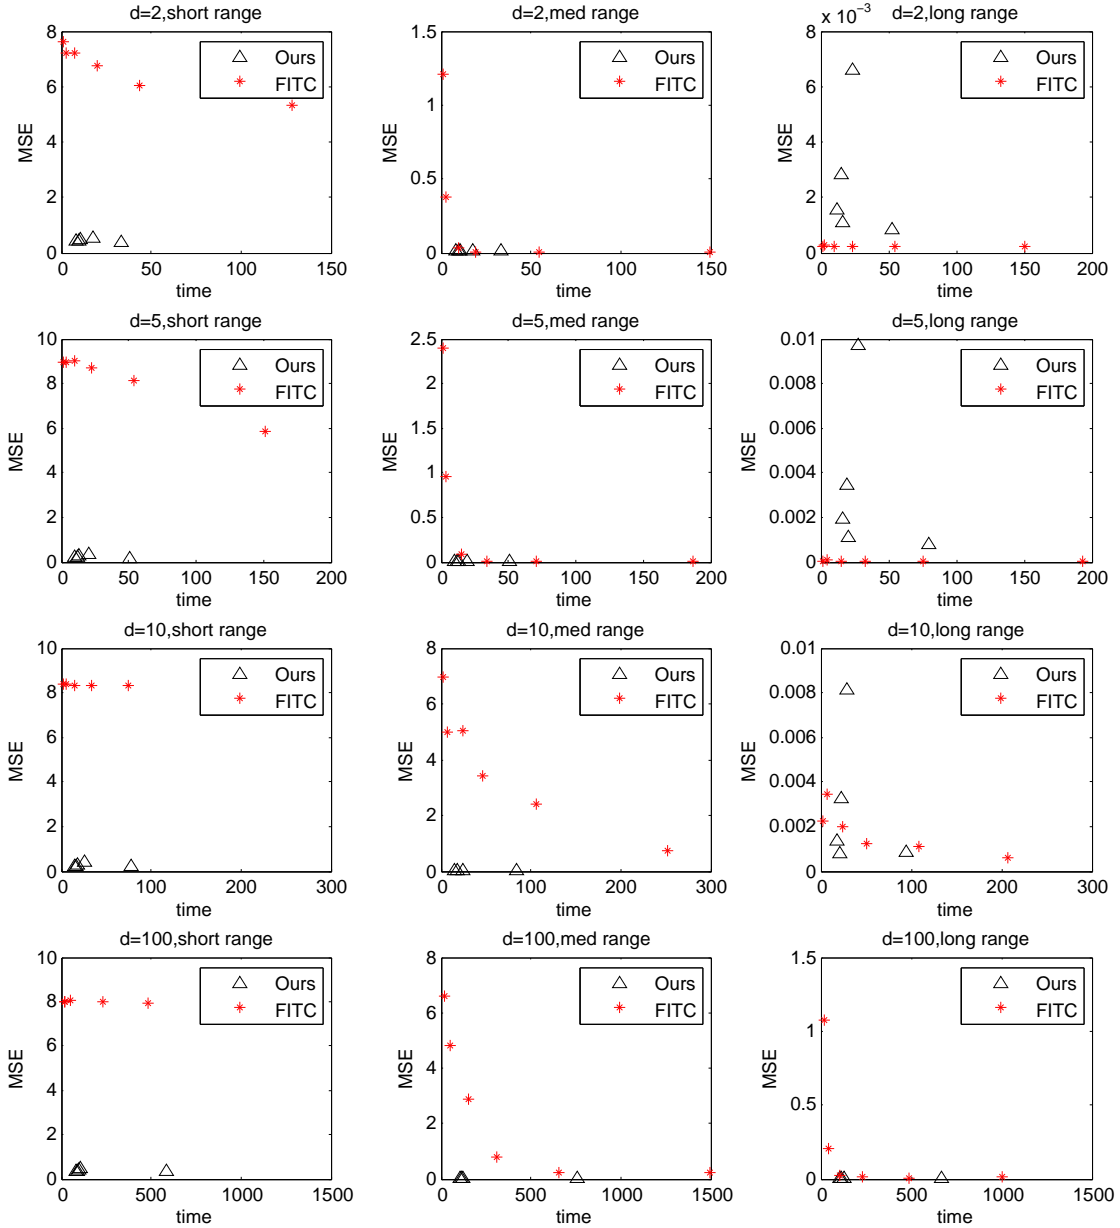 d=2,short range
8
6
4
2
0
0 50 100 150
MSE
time
Ours
FITC
d=2,med range
1.5
1
0.5
0
0 50 100 150
MSE
time
Ours
FITC
d=2,long range
x 10⁻³
8
6
4
2
0
0 50 100 150 200
MSE
time
Ours
FITC
d=5,short range
10
8
6
4
2
0
0 50 100 150 200
MSE
time
Ours
FITC
d=5,med range
2.5
2
1.5
1
0.5
0
0 50 100 150 200
MSE
time
Ours
FITC
d=5,long range
0.01
0.008
0.006
0.004
0.002
0
0 50 100 150 200
MSE
time
Ours
FITC
d=10,short range
10
8
6
4
2
0
0 100 200 300
MSE
time
Ours
FITC
d=10,med range
8
6
4
2
0
0 100 200 300
MSE
time
Ours
FITC
d=10,long range
0.01
0.008
0.006
0.004
0.002
0
0 100 200 300
MSE
time
Ours
FITC
d=100,short range
10
8
6
4
2
0
0 500 1000 1500
MSE
time
Ours
FITC
d=100,med range
8
6
4
2
0
0 500 1000 1500
MSE
time
Ours
FITC
d=100,long range
1.5
1
0.5
0
0 500 1000 1500
MSE
time
Ours
FITC